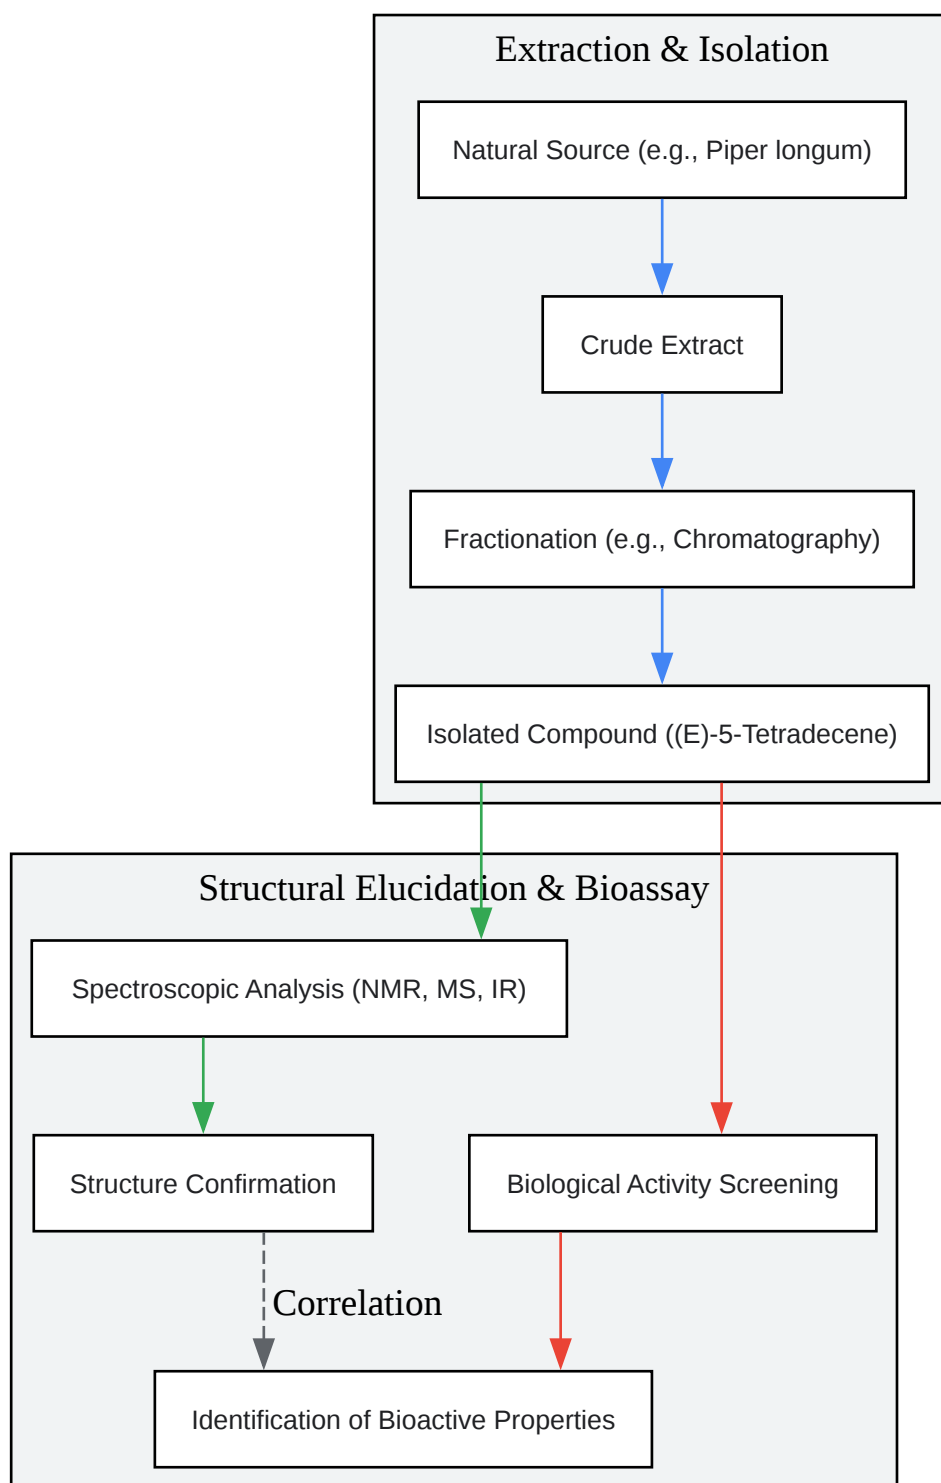 Extraction & Isolation
Natural Source (e.g., Piper longum)
Crude Extract
Fractionation (e.g., Chromatography)
Isolated Compound ((E)-5-Tetradecene)
Structural Elucidation & Bioassay
Spectroscopic Analysis (NMR, MS, IR)
Structure Confirmation
Biological Activity Screening
Correlation
Identification of Bioactive Properties